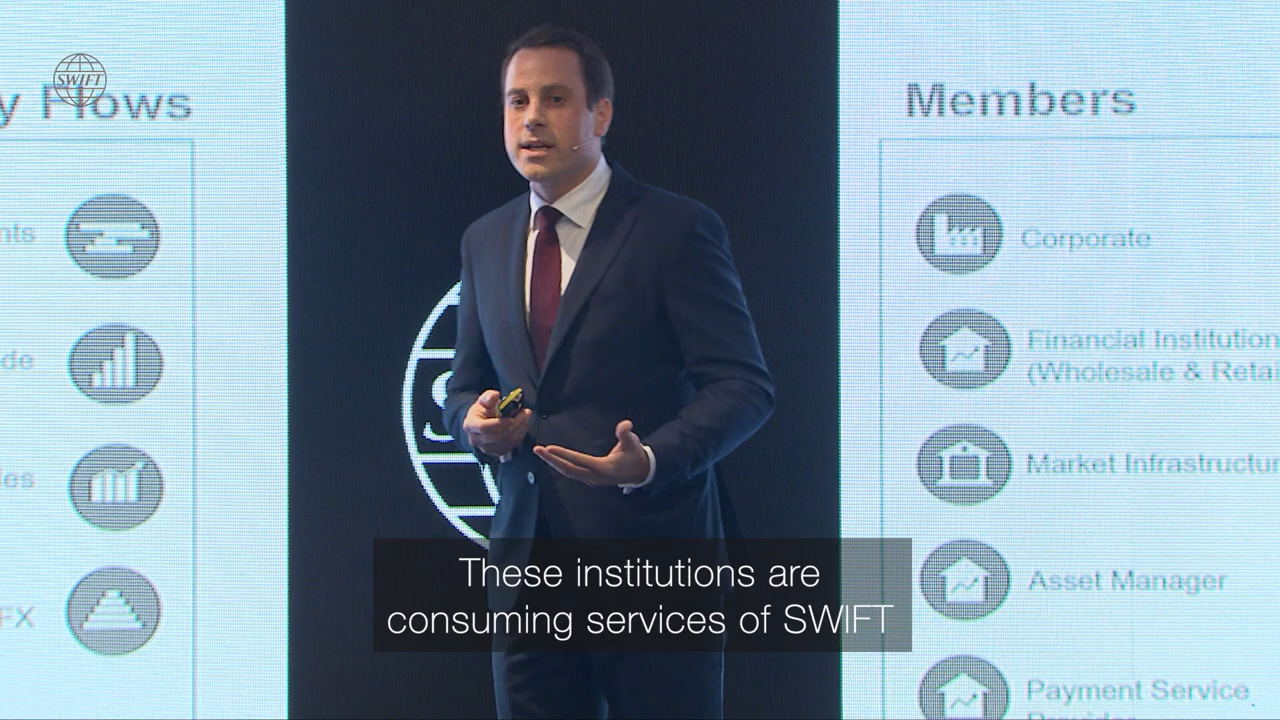 SWIFT
y Flows
nts
de
es
FX
Members
Corporate
Financial Institution
(Wholesale & Retai
Market Infrastructur
Asset Manager
Payment Service
Provider
These institutions are
consuming services of SWIFT